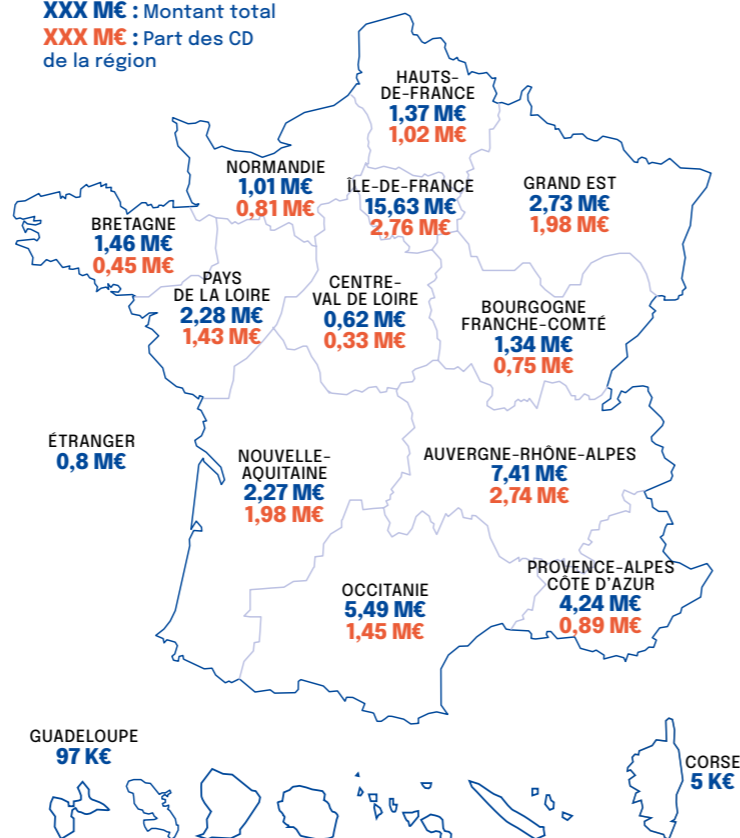 XXX M€ : Montant total
XXX M€ : Part des CD
de la région
HAUTS-
DE-FRANCE
1,37 M€
1,02 M€
NORMANDIE
1,01 M€
0,81 M€
ÎLE-DE-FRANCE
15,63 M€
2,76 M€
GRAND EST
2,73 M€
1,98 M€
BRETAGNE
1,46 M€
0,45 M€
PAYS
DE LA LOIRE
2,28 M€
1,43 M€
CENTRE-
VAL DE LOIRE
0,62 M€
0,33 M€
BOURGOGNE
FRANCHE-COMTÉ
1,34 M€
0,75 M€
ÉTRANGER
0,8 M€
NOUVELLE-
AQUITAINE
2,27 M€
1,98 M€
AUVERGNE-RHÔNE-ALPES
7,41 M€
2,74 M€
OCCITANIE
5,49 M€
1,45 M€
PROVENCE-ALPES
CÔTE D'AZUR
4,24 M€
0,89 M€
GUADELOUPE
97 K€
CORSE
5 K€